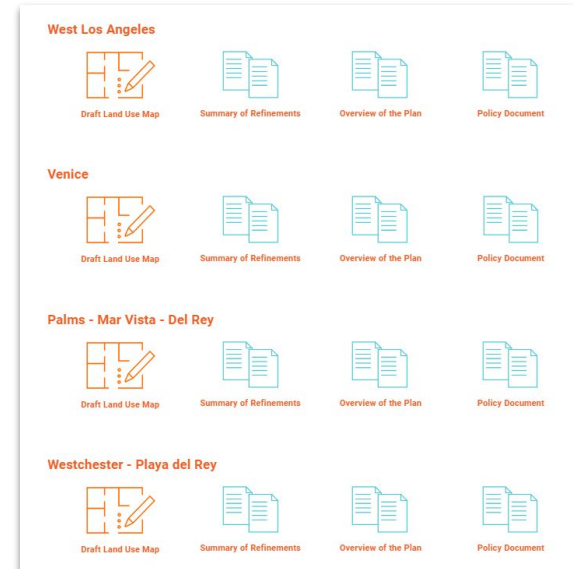 West Los Angeles
Draft Land Use Map
Summary of Refinements
Overview of the Plan
Policy Document
Venice
Draft Land Use Map
Summary of Refinements
Overview of the Plan
Policy Document
Palms - Mar Vista - Del Rey
Draft Land Use Map
Summary of Refinements
Overview of the Plan
Policy Document
Westchester - Playa del Rey
Draft Land Use Map
Summary of Refinements
Overview of the Plan
Policy Document